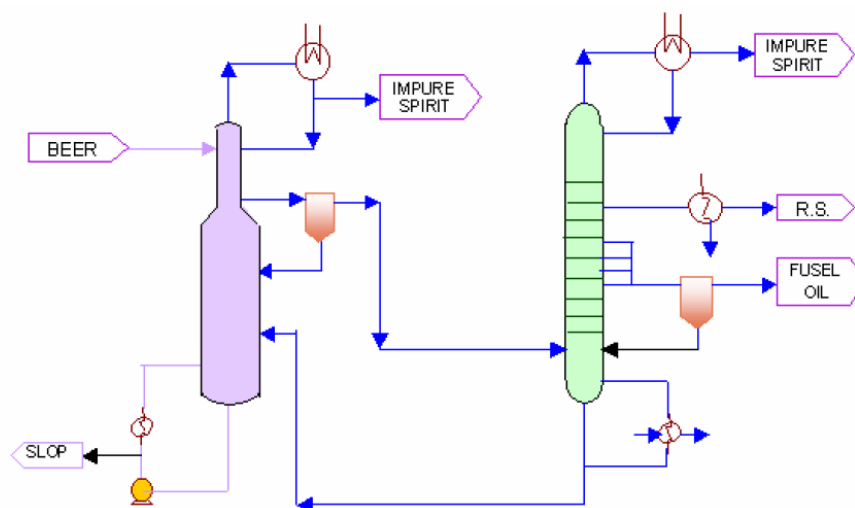 IMPURE
SPIRIT
IMPURE
SPIRIT
BEER
R.S.
FUSEL
OIL
SLOP